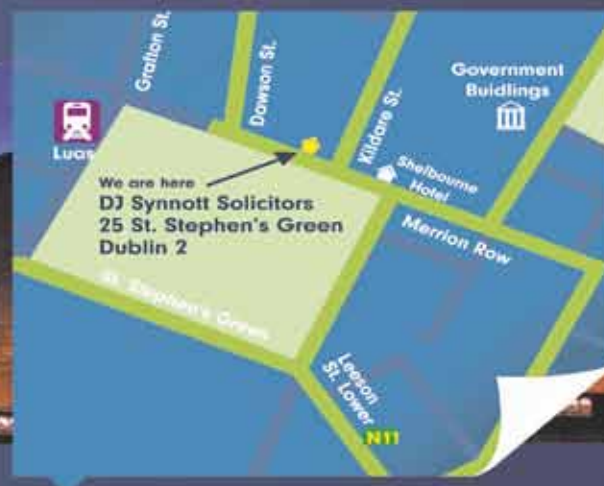 Grafton St.
Dawson St.
Kildare St.
Government
Buidlings
Luas
Shelbourne
Hotel
We are here
DJ Synnott Solicitors
25 St. Stephen's Green
Dublin 2
Merrion Row
St. Stephen's Green
Leeson
St. Lower
N11